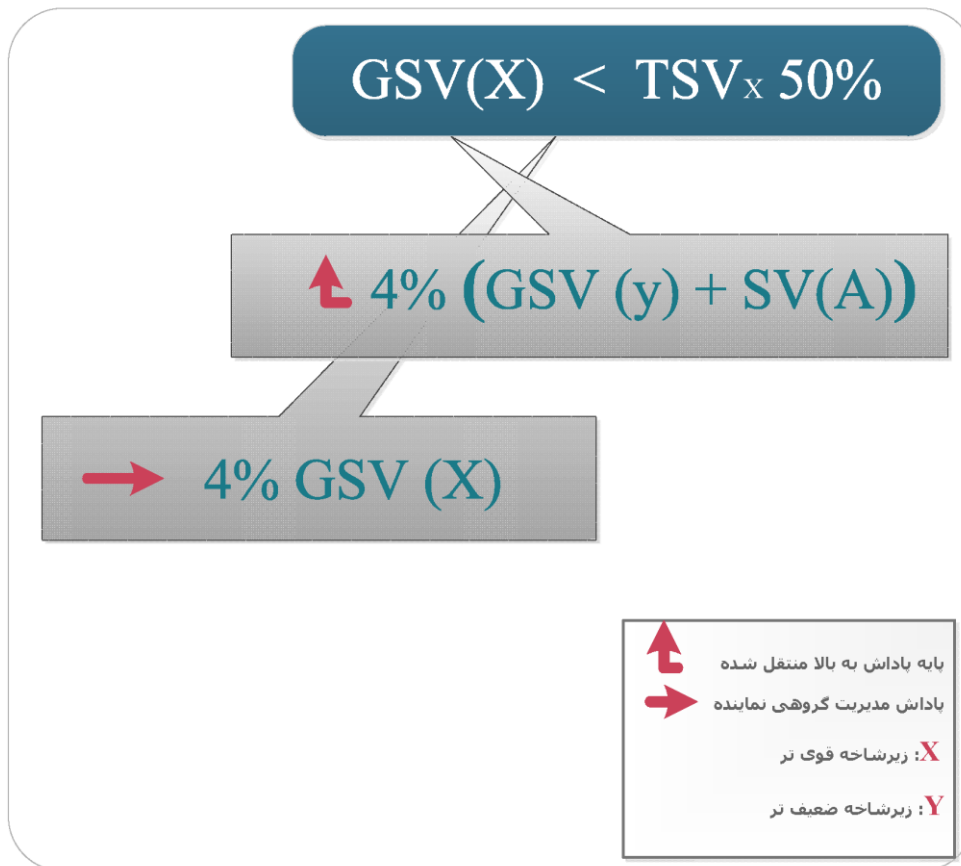 GSV(X) < TSVx 50%
4% (GSV (y) + SV(A))
4% GSV (X)
پایه پاداش به بالا منتقل شده
پاداش مدیریت گروهی نماینده
X: زیرشاخه قوی تر
Y: زیرشاخه ضعیف تر